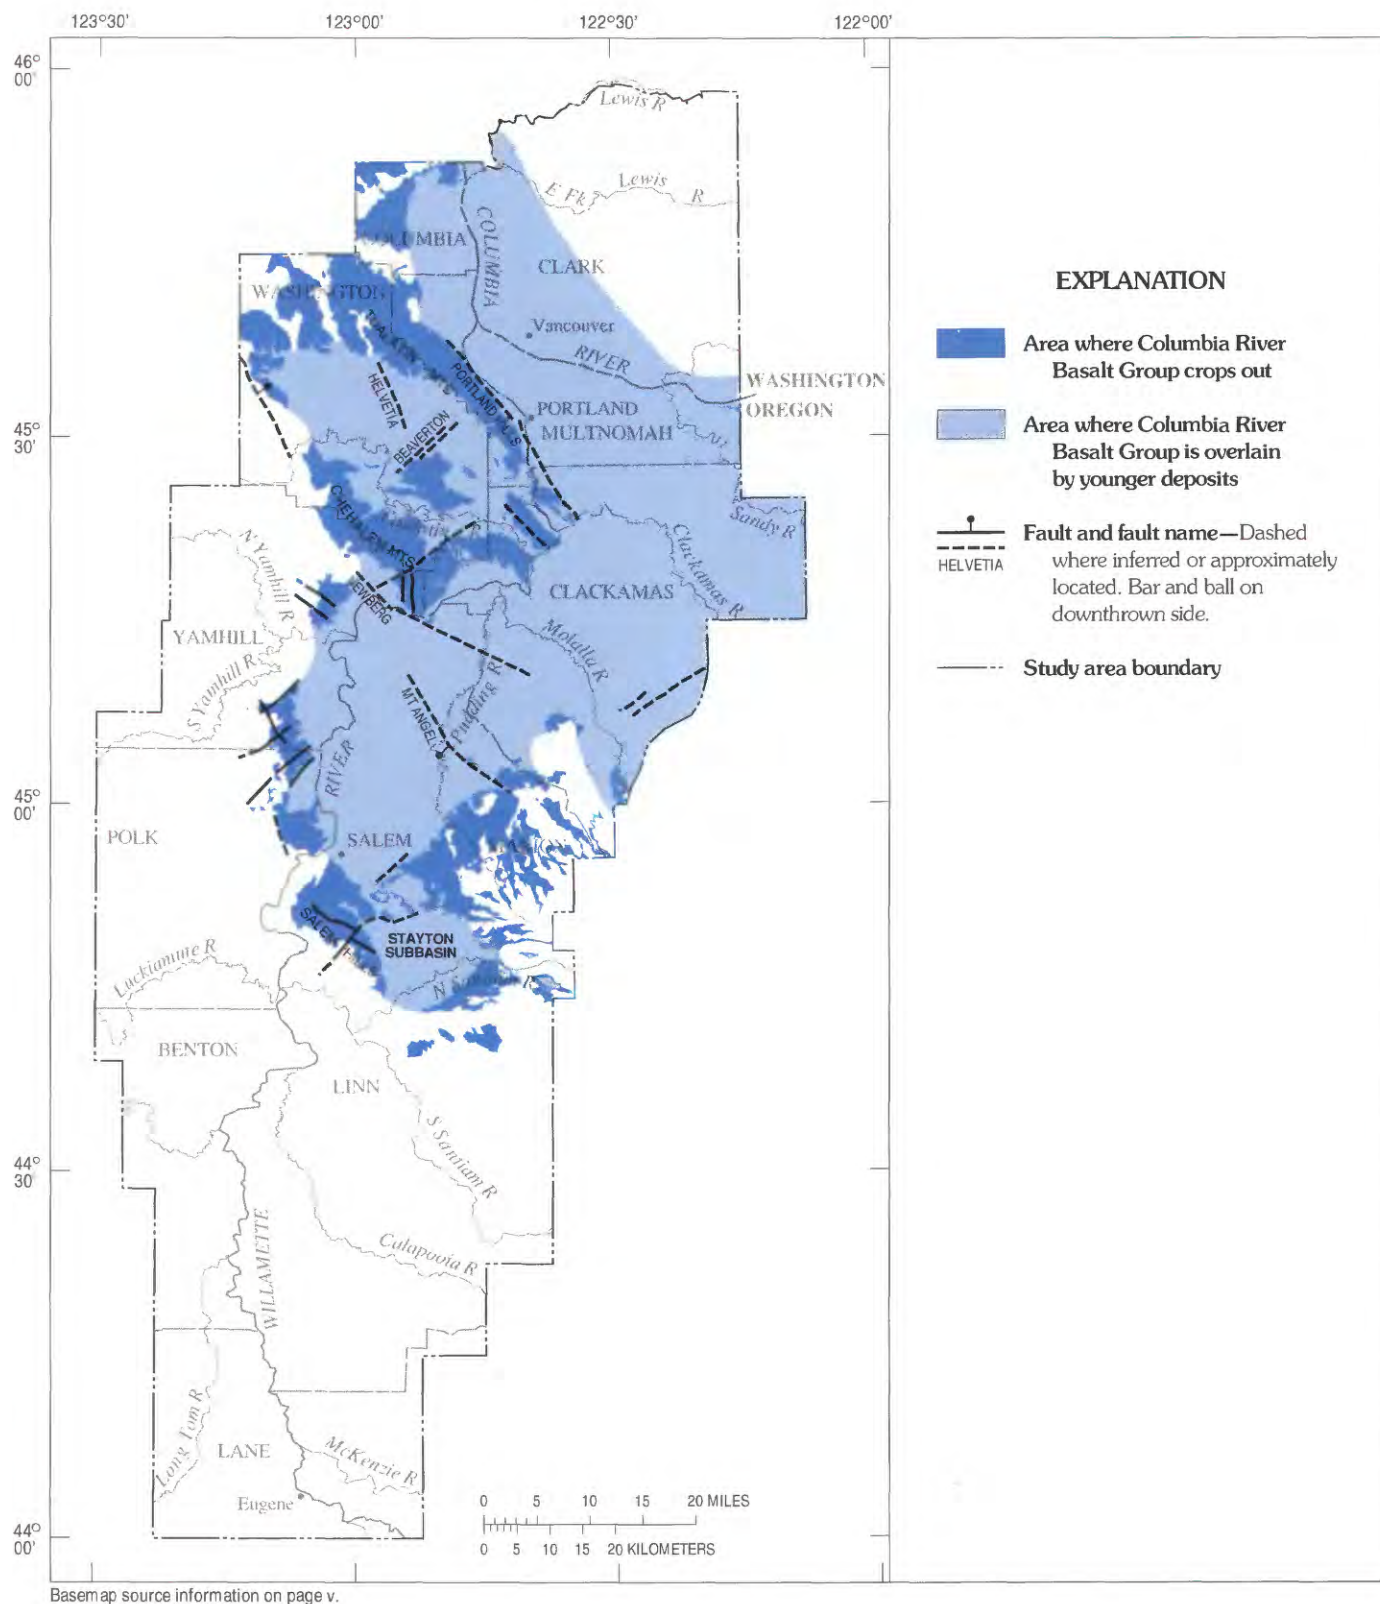 123°30'
123°00'
122°30'
122°00'
46°
00'
Lewis R
E Fk
Lewis
R
COLUMBIA
COLUMBIA
CLARK
WASHINGTON
Vancouver
RIVER
WASHINGTON
OREGON
HELVETIA
PORTLAND HILLS
PORTLAND
MULTNOMAH
BEAVERTON
45°
30'
Sandy R
CHEHALEM MTS
N Yamhill R
NEWBERG
CLACKAMAS
Clackamas R
YAMHILL
S Yamhill R
Molalla R
MT ANGEL
Pudding R
RIVER
45°
00'
POLK
SALEM
MARION
SALEM HILLS
STAYTON
SUBBASIN
Luckiamute R
N Santiam R
BENTON
LINN
S Santiam R
44°
30'
WILLAMETTE
Calapooia R
Long Tom R
LANE
McKenzie R
Eugene
44°
00'
0 5 10 15 20 MILES
0 5 10 15 20 KILOMETERS
EXPLANATION
Area where Columbia River
Basalt Group crops out
Area where Columbia River
Basalt Group is overlain
by younger deposits
HELVETIA
Fault and fault name—Dashed
where inferred or approximately
located. Bar and ball on
downthrown side.
Study area boundary
Basemap source information on page v.